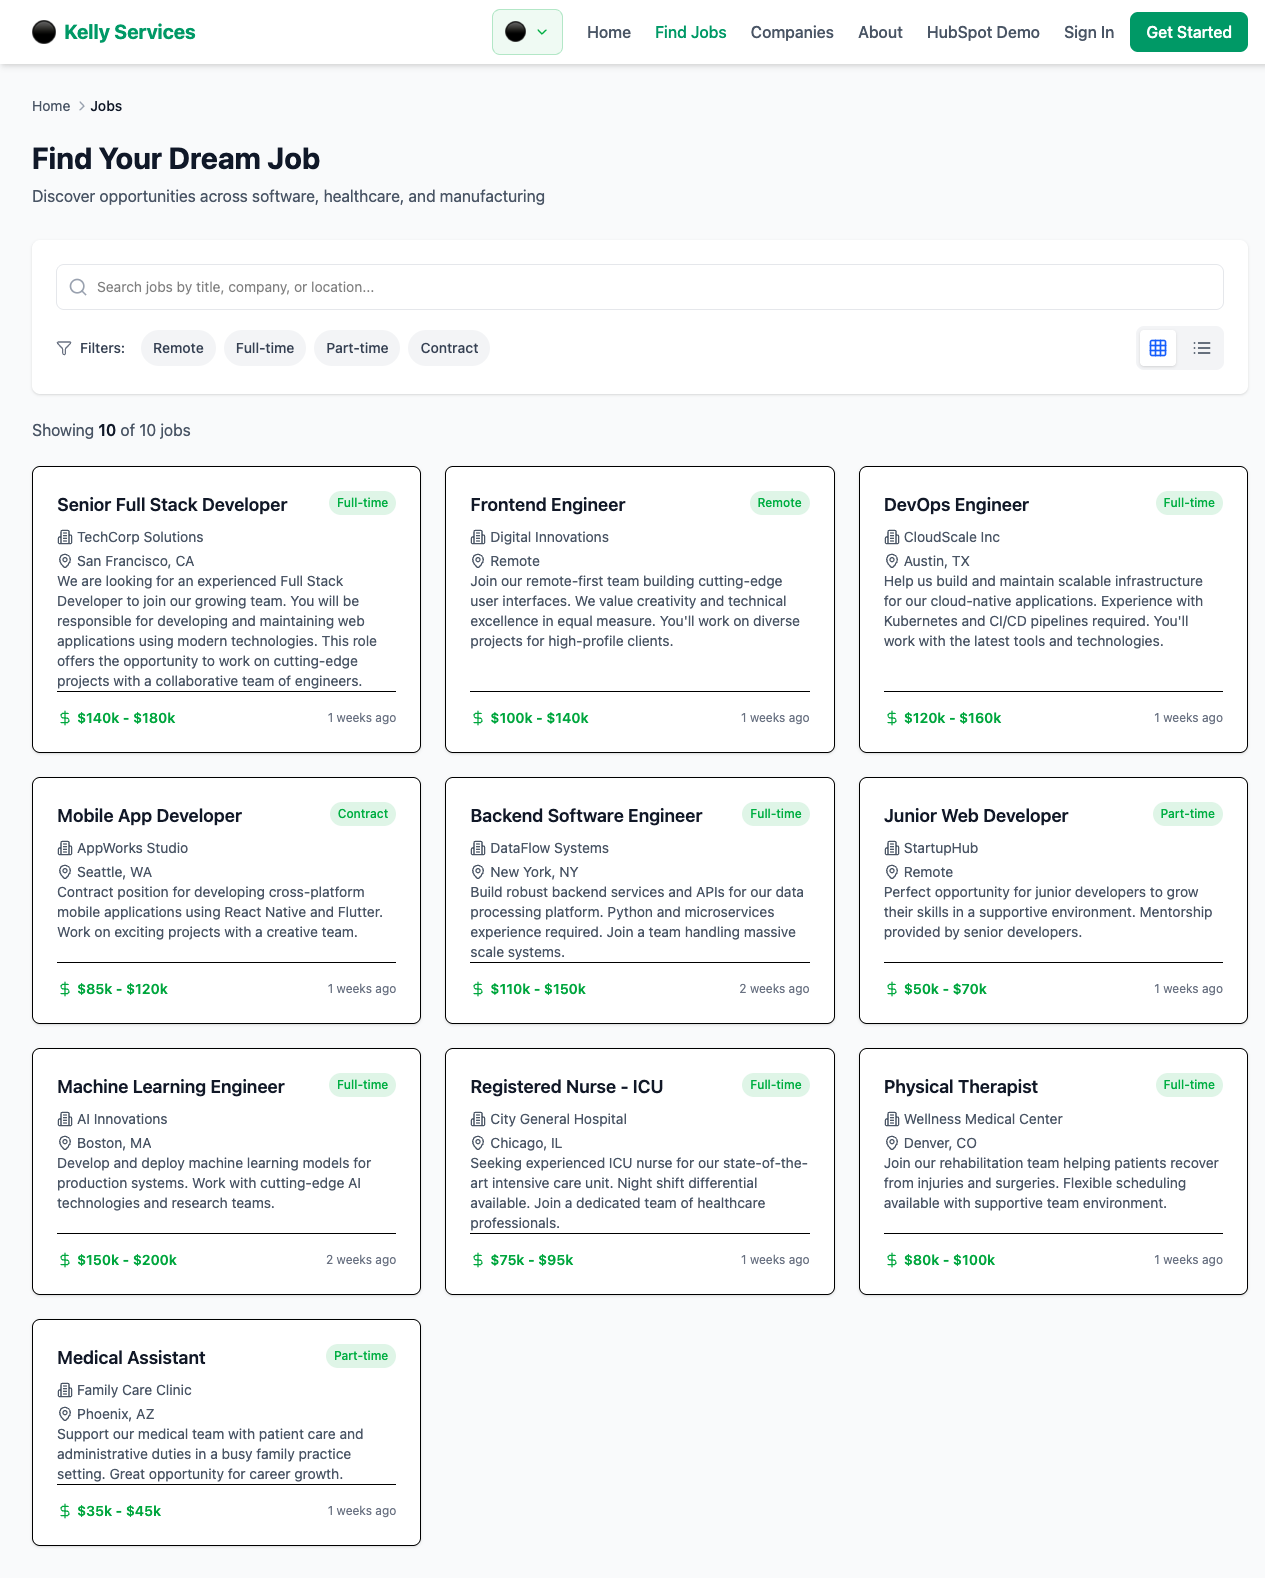 Kelly Services
Home
Find Jobs
Companies
About
HubSpot Demo
Sign In
Get Started
Home > Jobs
Find Your Dream Job
Discover opportunities across software, healthcare, and manufacturing
Search jobs by title, company, or location...
Filters:
Remote
Full-time
Part-time
Contract
Showing 10 of 10 jobs
Senior Full Stack Developer
Full-time
TechCorp Solutions
San Francisco, CA
We are looking for an experienced Full Stack
Developer to join our growing team. You will be
responsible for developing and maintaining web
applications using modern technologies. This role
offers the opportunity to work on cutting-edge
projects with a collaborative team of engineers.
$140k - $180k
1 weeks ago
Frontend Engineer
Remote
Digital Innovations
Remote
Join our remote-first team building cutting-edge
user interfaces. We value creativity and technical
excellence in equal measure. You'll work on diverse
projects for high-profile clients.
$100k - $140k
1 weeks ago
DevOps Engineer
Full-time
CloudScale Inc
Austin, TX
Help us build and maintain scalable infrastructure
for our cloud-native applications. Experience with
Kubernetes and CI/CD pipelines required. You'll
work with the latest tools and technologies.
$120k - $160k
1 weeks ago
Mobile App Developer
Contract
AppWorks Studio
Seattle, WA
Contract position for developing cross-platform
mobile applications using React Native and Flutter.
Work on exciting projects with a creative team.
$85k - $120k
1 weeks ago
Backend Software Engineer
Full-time
DataFlow Systems
New York, NY
Build robust backend services and APIs for our data
processing platform. Python and microservices
experience required. Join a team handling massive
scale systems.
$110k - $150k
2 weeks ago
Junior Web Developer
Part-time
StartupHub
Remote
Perfect opportunity for junior developers to grow
their skills in a supportive environment. Mentorship
provided by senior developers.
$50k - $70k
1 weeks ago
Machine Learning Engineer
Full-time
AI Innovations
Boston, MA
Develop and deploy machine learning models for
production systems. Work with cutting-edge AI
technologies and research teams.
$150k - $200k
2 weeks ago
Registered Nurse - ICU
Full-time
City General Hospital
Chicago, IL
Seeking experienced ICU nurse for our state-of-the-
art intensive care unit. Night shift differential
available. Join a dedicated team of healthcare
professionals.
$75k - $95k
1 weeks ago
Physical Therapist
Full-time
Wellness Medical Center
Denver, CO
Join our rehabilitation team helping patients recover
from injuries and surgeries. Flexible scheduling
available with supportive team environment.
$80k - $100k
1 weeks ago
Medical Assistant
Part-time
Family Care Clinic
Phoenix, AZ
Support our medical team with patient care and
administrative duties in a busy family practice
setting. Great opportunity for career growth.
$35k - $45k
1 weeks ago